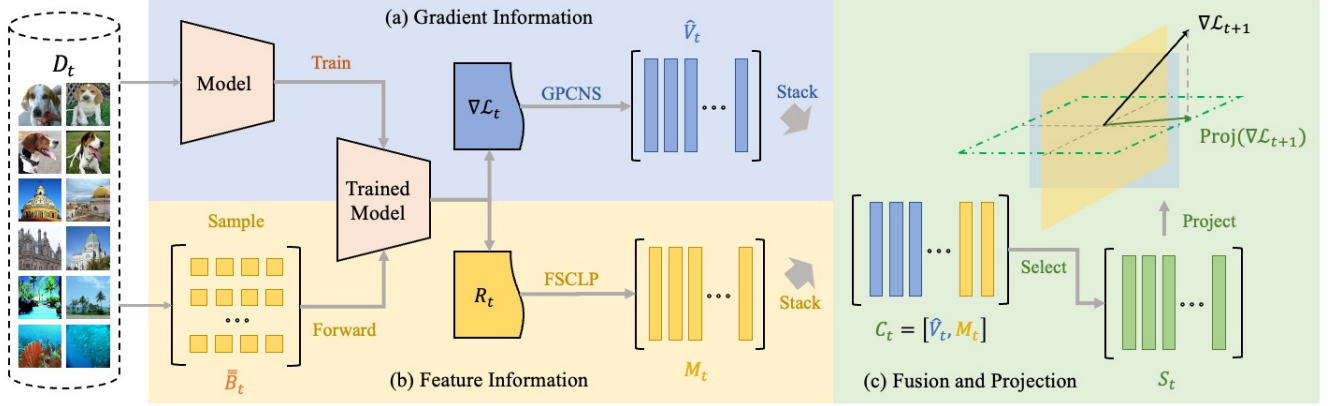 (a) Gradient Information
D_t
Model
Train
∇ℒ_t
GPCNS
V̂_t
Stack
Trained
Model
Sample
B̿_t
Forward
R_t
FSCLP
M_t
Stack
(b) Feature Information
∇ℒ_{t+1}
Proj(∇ℒ_{t+1})
Project
Select
C_t = [V̂_t, M_t]
S_t
(c) Fusion and Projection